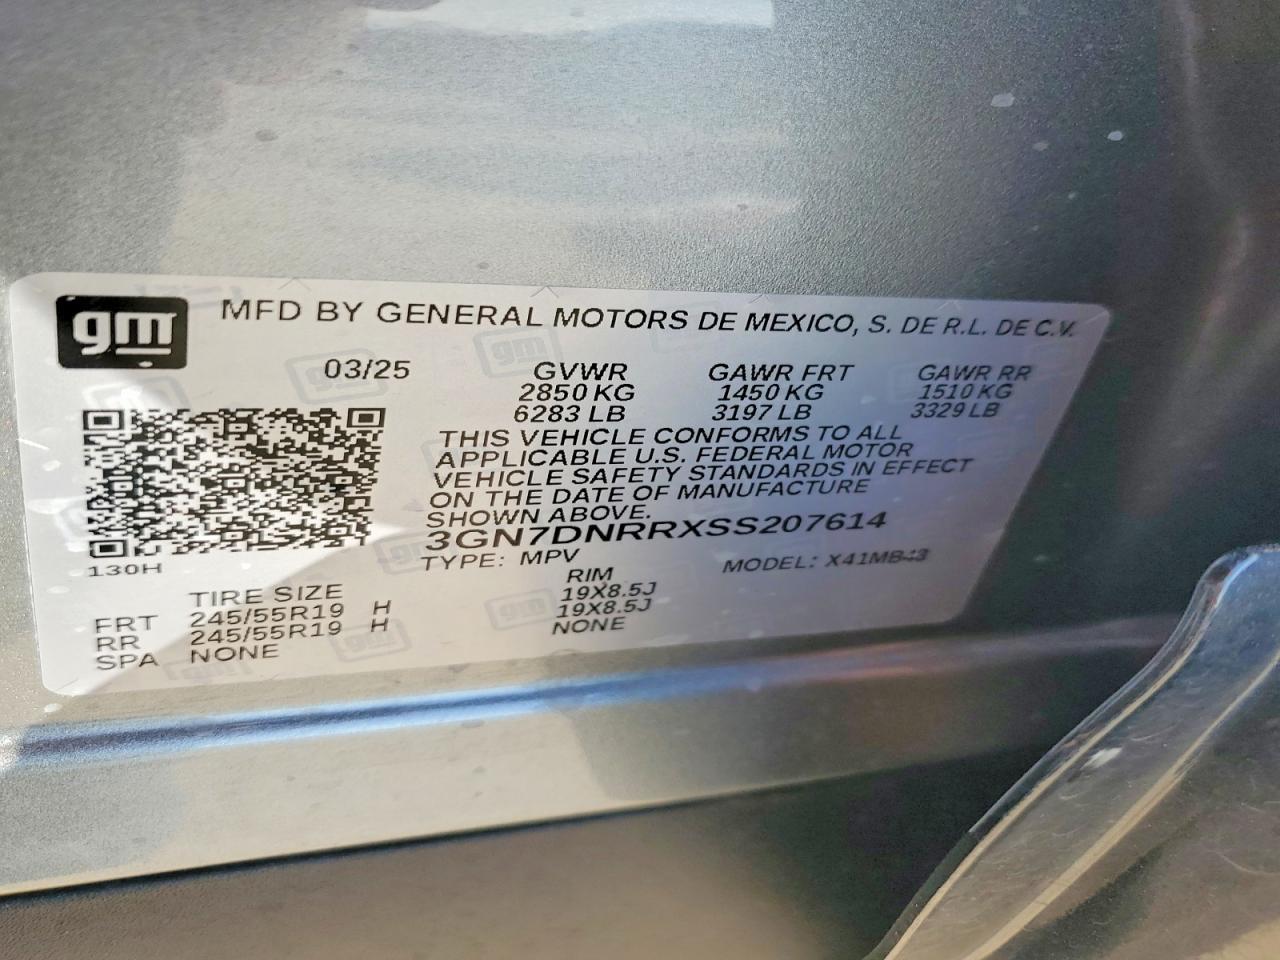 gm
MFD BY GENERAL MOTORS DE MEXICO, S. DE R.L. DE C.V.
03/25 GVWR GAWR FRT GAWR RR
2850 KG 1450 KG 1510 KG
6283 LB 3197 LB 3329 LB
THIS VEHICLE CONFORMS TO ALL
APPLICABLE U.S. FEDERAL MOTOR
VEHICLE SAFETY STANDARDS IN EFFECT
ON THE DATE OF MANUFACTURE
SHOWN ABOVE.
3GN7DNRRXSS207614
TYPE: MPV MODEL: X41MB43
130H
TIRE SIZE RIM
FRT 245/55R19 H 19X8.5J
RR 245/55R19 H 19X8.5J
SPA NONE NONE